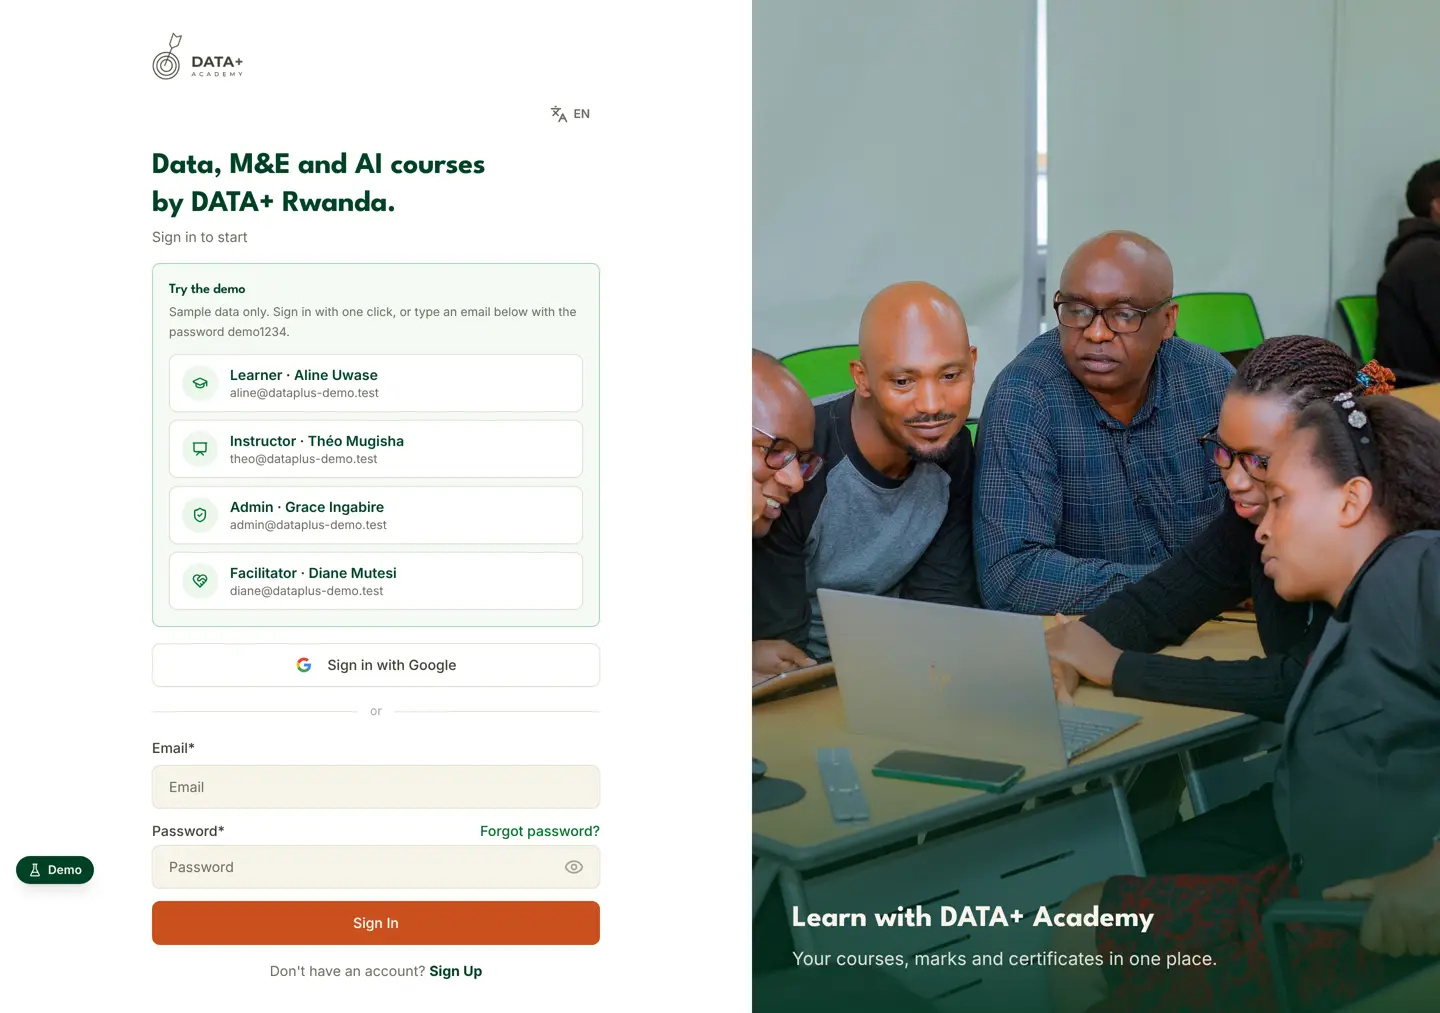 DATA+
ACADEMY
EN
Data, M&E and AI courses
by DATA+ Rwanda.
Sign in to start
Try the demo
Sample data only. Sign in with one click, or type an email below with the
password demo1234.
Learner · Aline Uwase
aline@dataplus-demo.test
Instructor · Théo Mugisha
theo@dataplus-demo.test
Admin · Grace Ingabire
admin@dataplus-demo.test
Facilitator · Diane Mutesi
diane@dataplus-demo.test
Sign in with Google
or
Email*
Email
Password*
Forgot password?
Password
Demo
Sign In
Don't have an account? Sign Up
Learn with DATA+ Academy
Your courses, marks and certificates in one place.